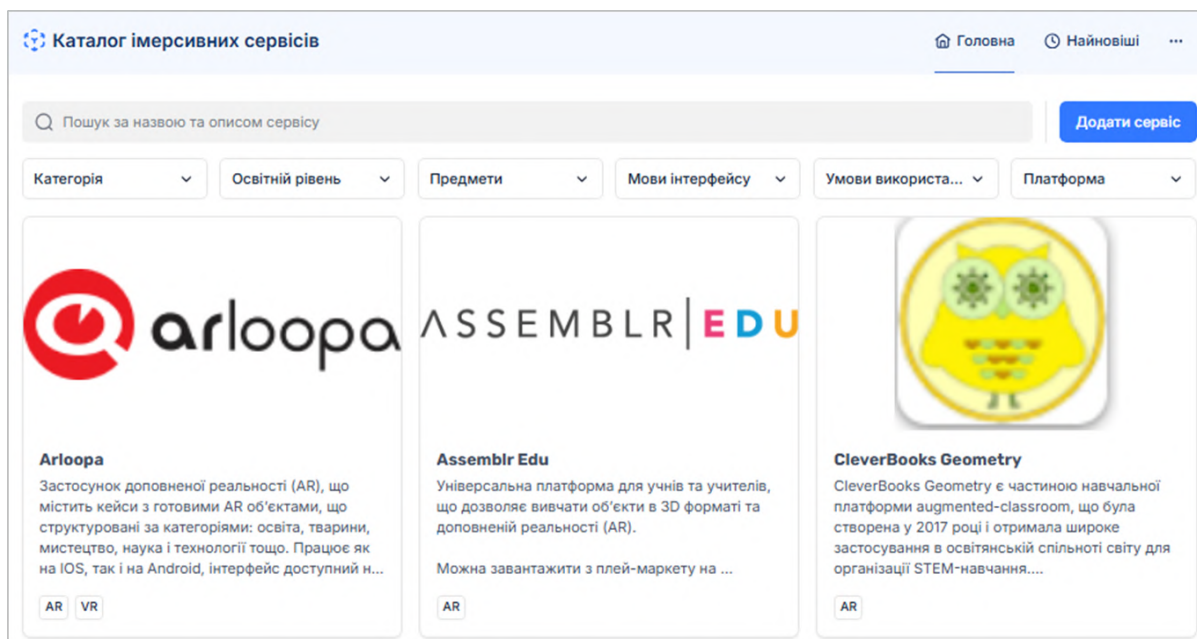 Каталог імерсивних сервісів
Головна
Найновіші
...
Пошук за назвою та описом сервісу
Додати сервіс
Категорія
Освітній рівень
Предмети
Мови інтерфейсу
Умови використа...
Платформа
arloopa
ASSEMBLR|EDU
Arloopa
Застосунок доповненої реальності (AR), що
містить кейси з готовими AR об'єктами, що
структуровані за категоріями: освіта, тварини,
мистецтво, наука і технології тощо. Працює як
на IOS, так і на Android, інтерфейс доступний н...
AR VR
Assemblr Edu
Універсальна платформа для учнів та учителів,
що дозволяє вивчати об'єкти в 3D форматі та
доповненій реальності (AR).
Можна завантажити з плей-маркету на ...
AR
CleverBooks Geometry
CleverBooks Geometry є частиною навчальної
платформи augmented-classroom, що була
створена у 2017 році і отримала широке
застосування в освітянській спільноті світу для
організації STEM-навчання....
AR